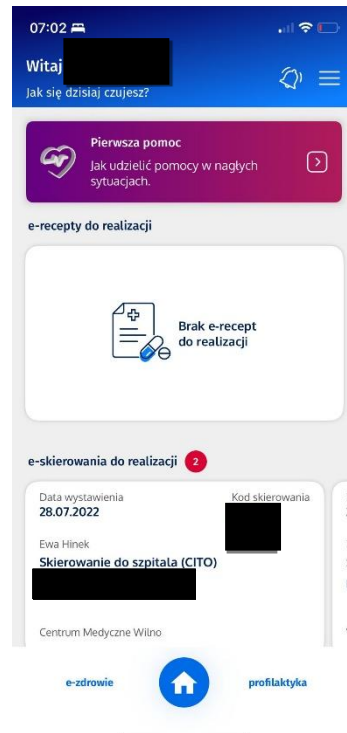 07:02
Witaj
Jak się dzisiaj czujesz?
Pierwsza pomoc
Jak udzielić pomocy w nagłych
sytuacjach.
e-recepty do realizacji
Brak e-recept
do realizacji
e-skierowania do realizacji 2
Data wystawienia Kod skierowania
28.07.2022
Ewa Hinek
Skierowanie do szpitala (CITO)
Centrum Medyczne Wilno
e-zdrowie profilaktyka